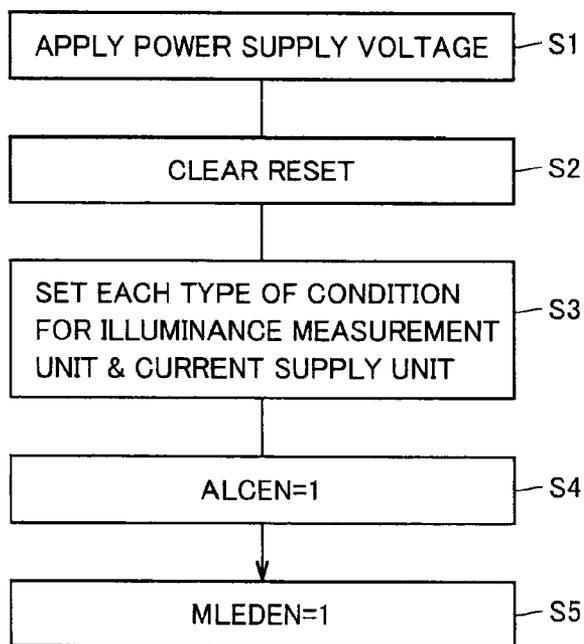 APPLY POWER SUPPLY VOLTAGE S1
CLEAR RESET S2
SET EACH TYPE OF CONDITION
FOR ILLUMINANCE MEASUREMENT S3
UNIT & CURRENT SUPPLY UNIT
ALCEN=1 S4
MLEDEN=1 S5